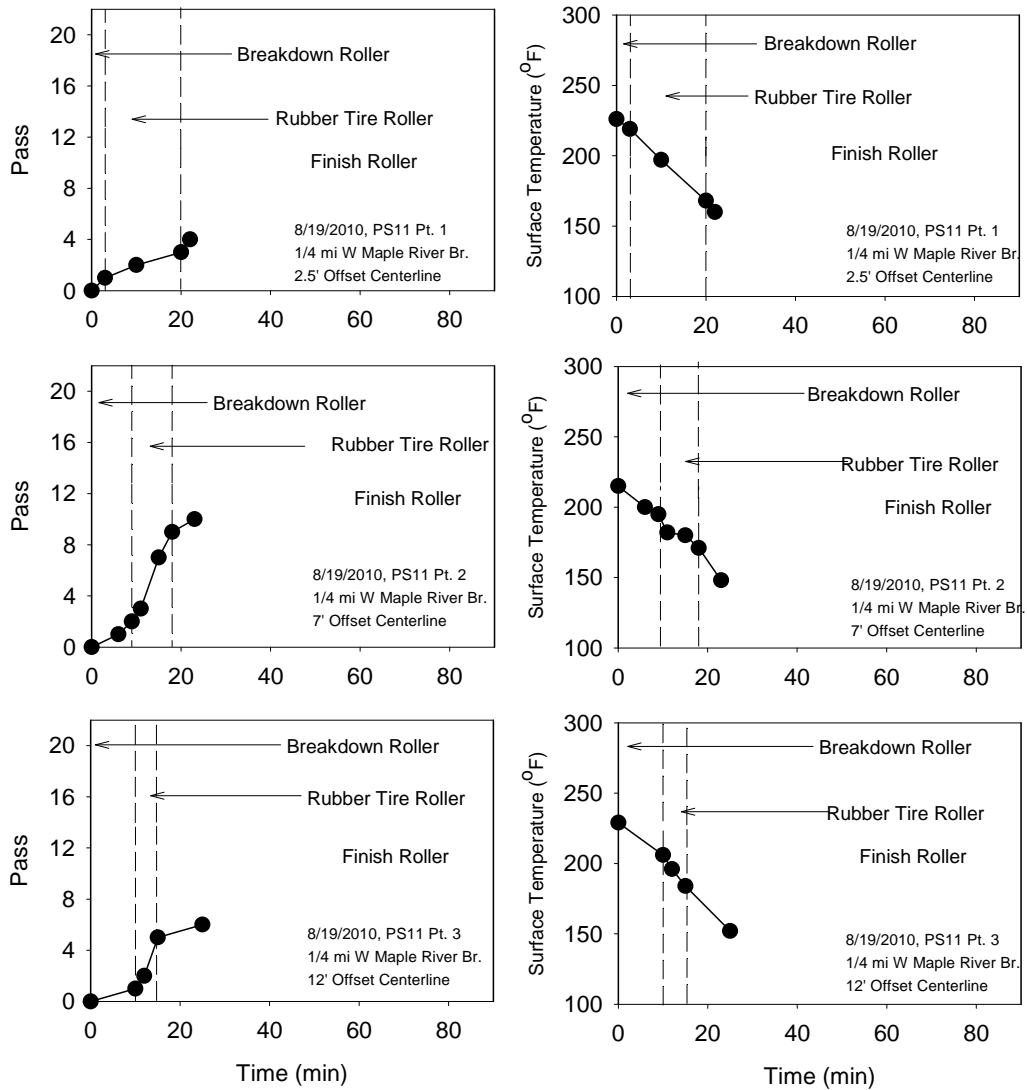 Pass
20
16
12
8
4
0
Breakdown Roller
Rubber Tire Roller
Finish Roller
8/19/2010, PS11 Pt. 1
1/4 mi W Maple River Br.
2.5' Offset Centerline
0 20 40 60 80
Surface Temperature (°F)
300
250
200
150
100
Breakdown Roller
Rubber Tire Roller
Finish Roller
8/19/2010, PS11 Pt. 1
1/4 mi W Maple River Br.
2.5' Offset Centerline
0 20 40 60 80
Pass
20
16
12
8
4
0
Breakdown Roller
Rubber Tire Roller
Finish Roller
8/19/2010, PS11 Pt. 2
1/4 mi W Maple River Br.
7' Offset Centerline
0 20 40 60 80
Surface Temperature (°F)
300
250
200
150
100
Breakdown Roller
Rubber Tire Roller
Finish Roller
8/19/2010, PS11 Pt. 2
1/4 mi W Maple River Br.
7' Offset Centerline
0 20 40 60 80
Pass
20
16
12
8
4
0
Breakdown Roller
Rubber Tire Roller
Finish Roller
8/19/2010, PS11 Pt. 3
1/4 mi W Maple River Br.
12' Offset Centerline
0 20 40 60 80
Time (min)
Surface Temperature (°F)
300
250
200
150
100
Breakdown Roller
Rubber Tire Roller
Finish Roller
8/19/2010, PS11 Pt. 3
1/4 mi W Maple River Br.
12' Offset Centerline
0 20 40 60 80
Time (min)